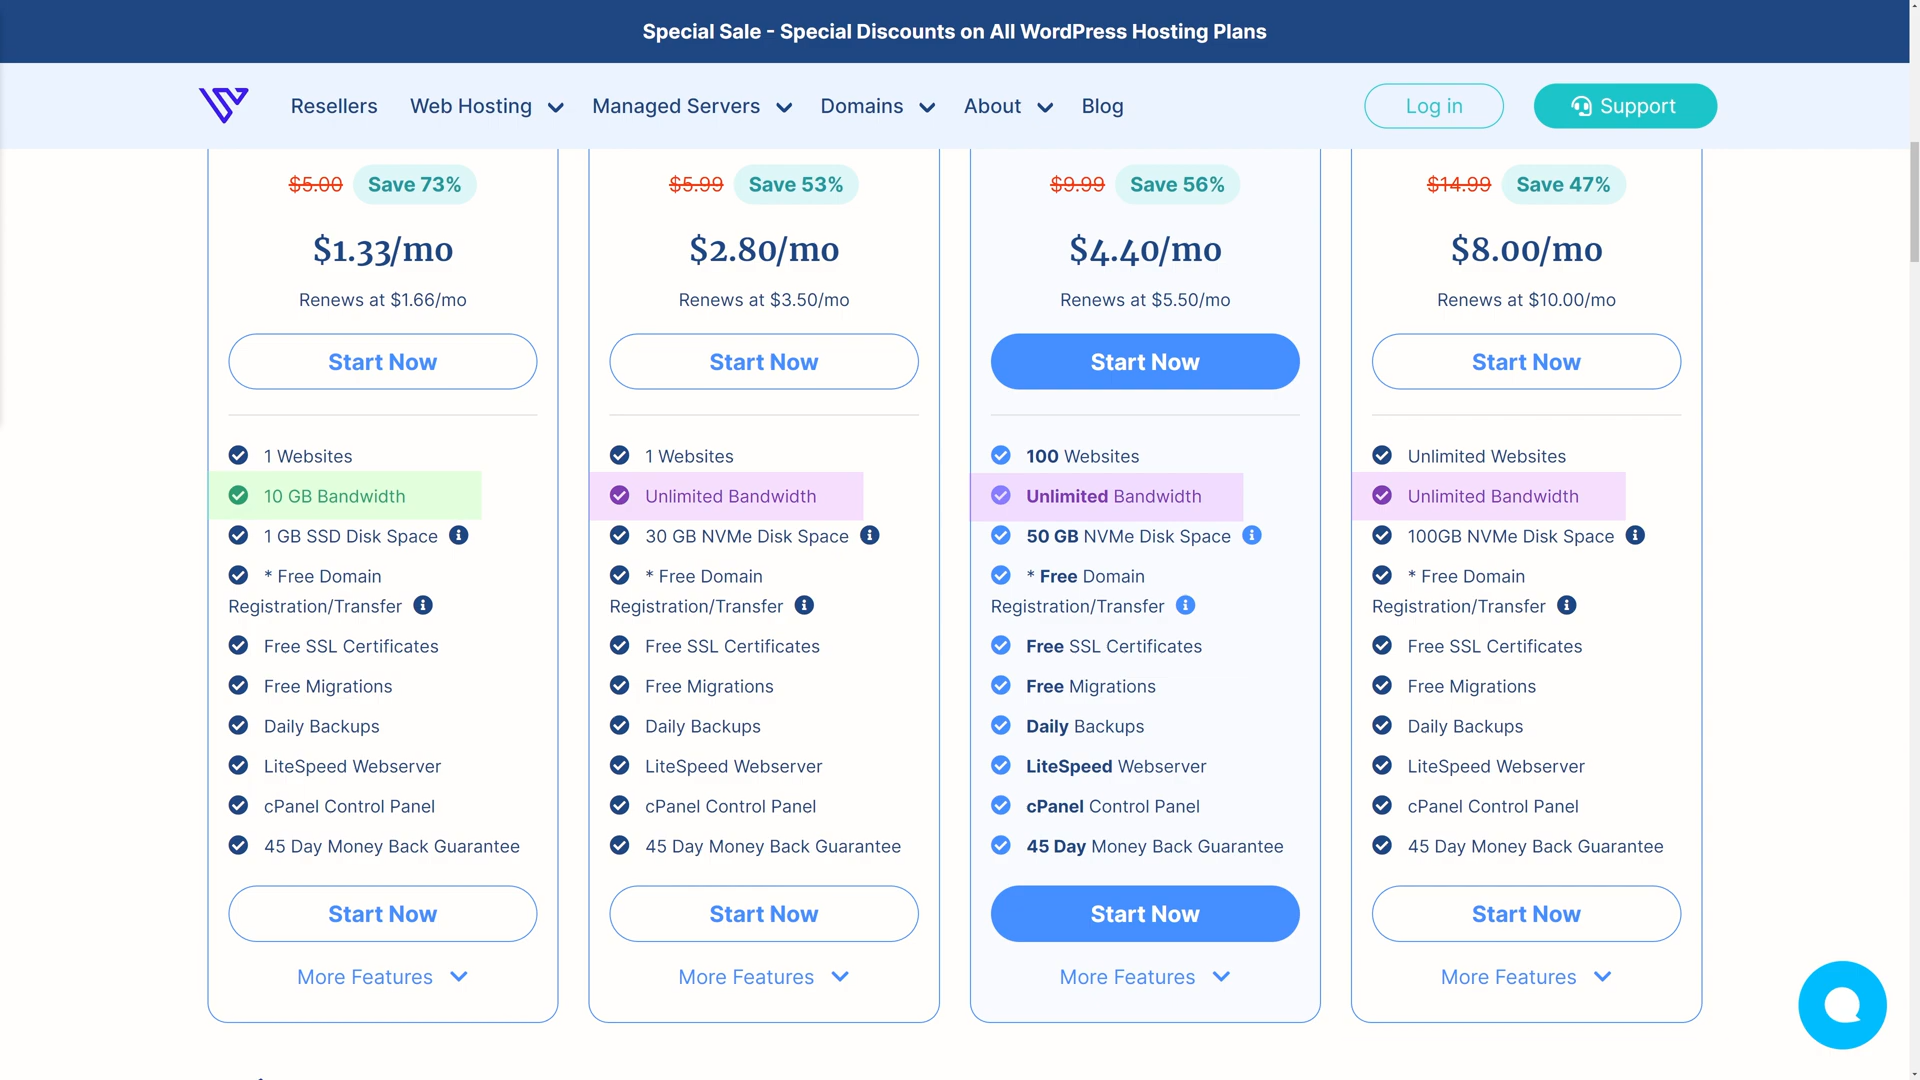 Special Sale - Special Discounts on All WordPress Hosting Plans
Resellers Web Hosting Managed Servers Domains About Blog Log in Support
$5.00 Save 73%
$1.33/mo
Renews at $1.66/mo
Start Now
1 Websites
10 GB Bandwidth
1 GB SSD Disk Space
* Free Domain
Registration/Transfer
Free SSL Certificates
Free Migrations
Daily Backups
LiteSpeed Webserver
cPanel Control Panel
45 Day Money Back Guarantee
Start Now
More Features
$5.99 Save 53%
$2.80/mo
Renews at $3.50/mo
Start Now
1 Websites
Unlimited Bandwidth
30 GB NVMe Disk Space
* Free Domain
Registration/Transfer
Free SSL Certificates
Free Migrations
Daily Backups
LiteSpeed Webserver
cPanel Control Panel
45 Day Money Back Guarantee
Start Now
More Features
$9.99 Save 56%
$4.40/mo
Renews at $5.50/mo
Start Now
100 Websites
Unlimited Bandwidth
50 GB NVMe Disk Space
* Free Domain
Registration/Transfer
Free SSL Certificates
Free Migrations
Daily Backups
LiteSpeed Webserver
cPanel Control Panel
45 Day Money Back Guarantee
Start Now
More Features
$14.99 Save 47%
$8.00/mo
Renews at $10.00/mo
Start Now
Unlimited Websites
Unlimited Bandwidth
100GB NVMe Disk Space
* Free Domain
Registration/Transfer
Free SSL Certificates
Free Migrations
Daily Backups
LiteSpeed Webserver
cPanel Control Panel
45 Day Money Back Guarantee
Start Now
More Features